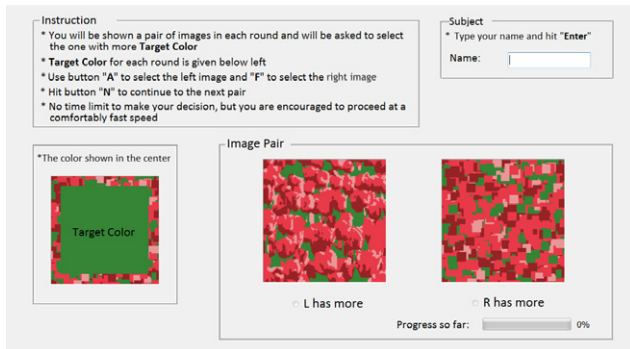 Instruction
* You will be shown a pair of images in each round and will be asked to select
the one with more Target Color
* Target Color for each round is given below left
* Use button "A" to select the left image and "F" to select the right image
* Hit button "N" to continue to the next pair
* No time limit to make your decision, but you are encouraged to proceed at a
comfortably fast speed
Subject
* Type your name and hit "Enter"
Name:
*The color shown in the center
Target Color
Image Pair
L has more
R has more
Progress so far:
0%